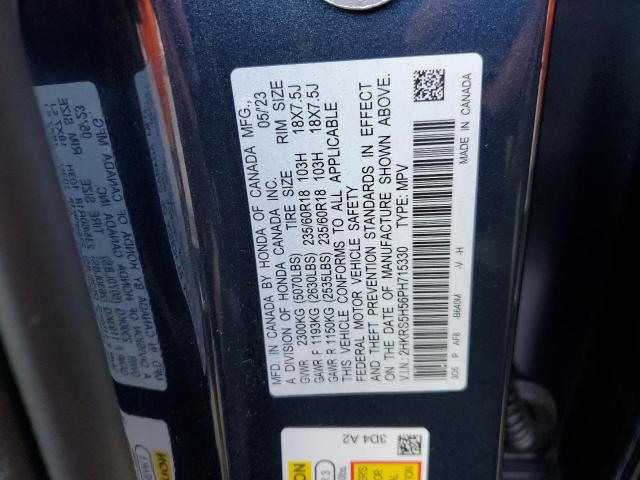 MFD. IN CANADA BY HONDA OF CANADA MFG.,
A DIVISION OF HONDA CANADA INC. 05/23
GVWR 2300KG (5070LBS) TIRE SIZE RIM SIZE
GAWR F 1193KG (2630LBS) 235/60R18 103H 18X7.5J
GAWR R 1150KG (2535LBS) 235/60R18 103H 18X7.5J
THIS VEHICLE CONFORMS TO ALL APPLICABLE
FEDERAL MOTOR VEHICLE SAFETY
AND THEFT PREVENTION STANDARDS IN EFFECT
ON THE DATE OF MANUFACTURE SHOWN ABOVE.
V.I.N.: 2HKRS5H56PH715330 TYPE: MPV
3G5 P AF8 -B640M -V -H
MADE IN CANADA
3D4 A2